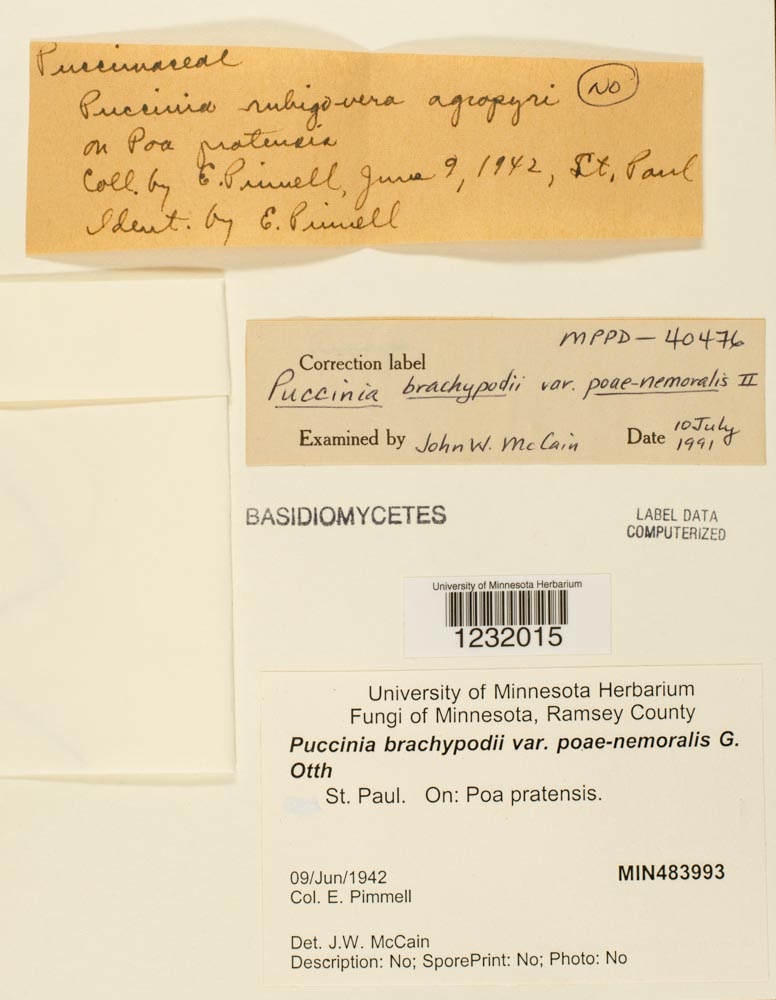 Pucciniaceae
Puccinia rubigo-vera agropyri NO
on Poa pratensis
Coll. by E. Pimmell, June 9, 1942, St. Paul
Ident. by E. Pimmell
MPPD-40476
Correction label
Puccinia brachypodii var. poae-nemoralis II
Examined by John W. McCain Date 10 July 1991
BASIDIOMYCETES
LABEL DATA
COMPUTERIZED
University of Minnesota Herbarium
1232015
University of Minnesota Herbarium
Fungi of Minnesota, Ramsey County
Puccinia brachypodii var. poae-nemoralis G.
Otth
St. Paul. On: Poa pratensis.
09/Jun/1942
MIN483993
Col. E. Pimmell
Det. J.W. McCain
Description: No; SporePrint: No; Photo: No